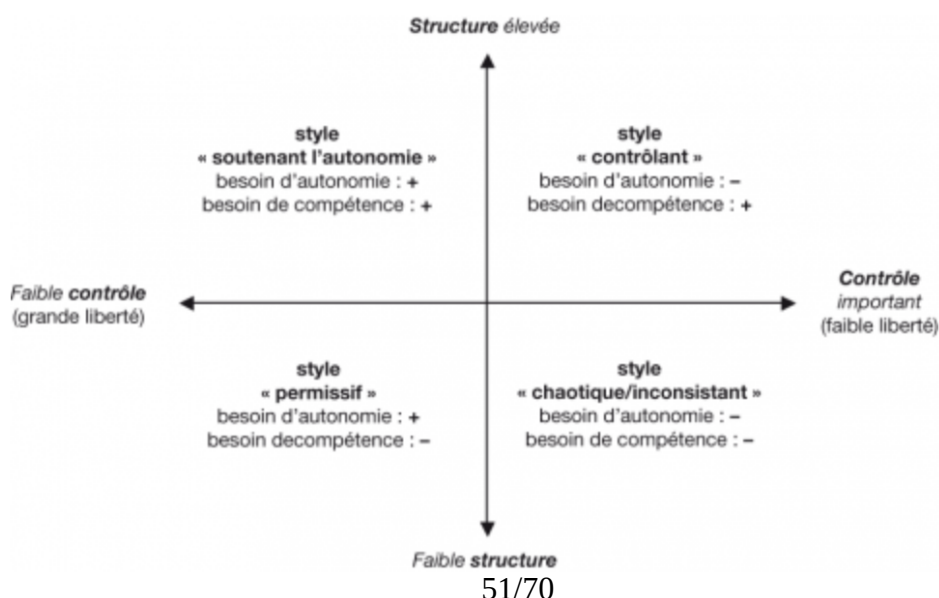 Structure élevée
style
« soutenant l'autonomie »
besoin d'autonomie : +
besoin de compétence : +
style
« contrôlant »
besoin d'autonomie : –
besoin decompétence : +
Faible contrôle
(grande liberté)
Contrôle
important
(faible liberté)
style
« permissif »
besoin d'autonomie : +
besoin decompétence : –
style
« chaotique/inconsistant »
besoin d'autonomie : –
besoin de compétence : –
Faible structure
51/70